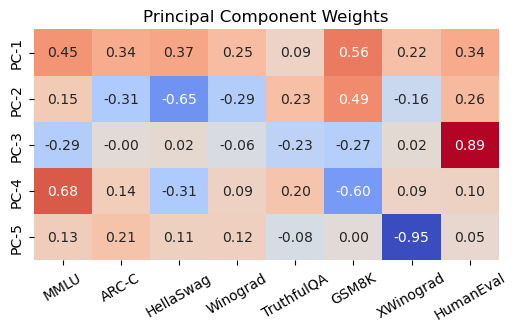 Principal Component Weights
PC-1 0.45 0.34 0.37 0.25 0.09 0.56 0.22 0.34
PC-2 0.15 -0.31 -0.65 -0.29 0.23 0.49 -0.16 0.26
PC-3 -0.29 -0.00 0.02 -0.06 -0.23 -0.27 0.02 0.89
PC-4 0.68 0.14 -0.31 0.09 0.20 -0.60 0.09 0.10
PC-5 0.13 0.21 0.11 0.12 -0.08 0.00 -0.95 0.05
MMLU ARC-C HellaSwag Winograd TruthfulQA GSM8K XWinograd HumanEval